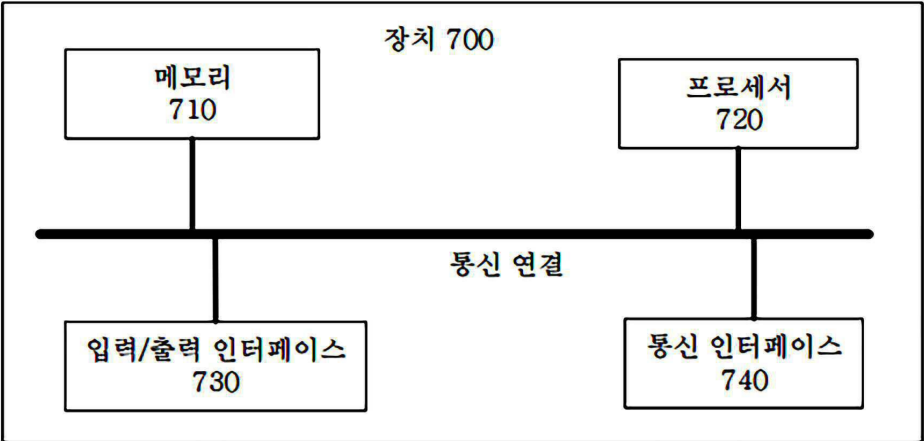 장치 700
메모리
710
프로세서
720
통신 연결
입력/출력 인터페이스
730
통신 인터페이스
740